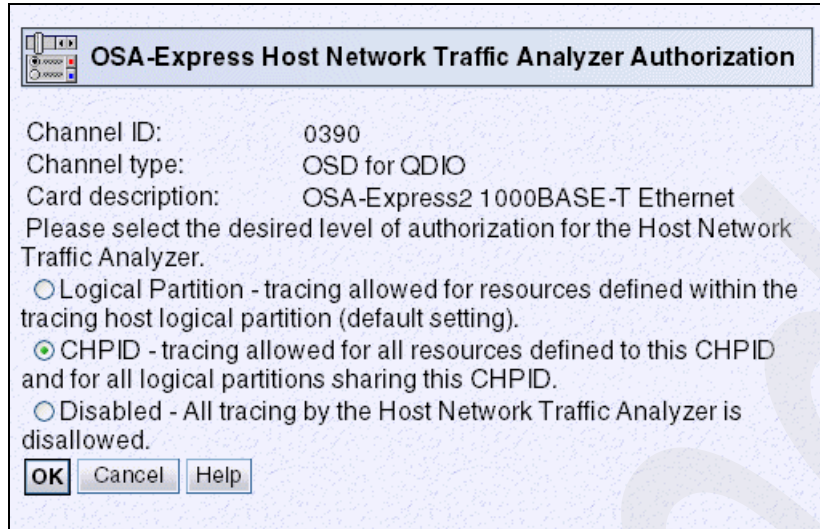 OSA-Express Host Network Traffic Analyzer Authorization
Channel ID: 0390
Channel type: OSD for QDIO
Card description: OSA-Express2 1000BASE-T Ethernet
Please select the desired level of authorization for the Host Network
Traffic Analyzer.
Logical Partition - tracing allowed for resources defined within the
tracing host logical partition (default setting).
CHPID - tracing allowed for all resources defined to this CHPID
and for all logical partitions sharing this CHPID.
Disabled - All tracing by the Host Network Traffic Analyzer is
disallowed.
OK Cancel Help